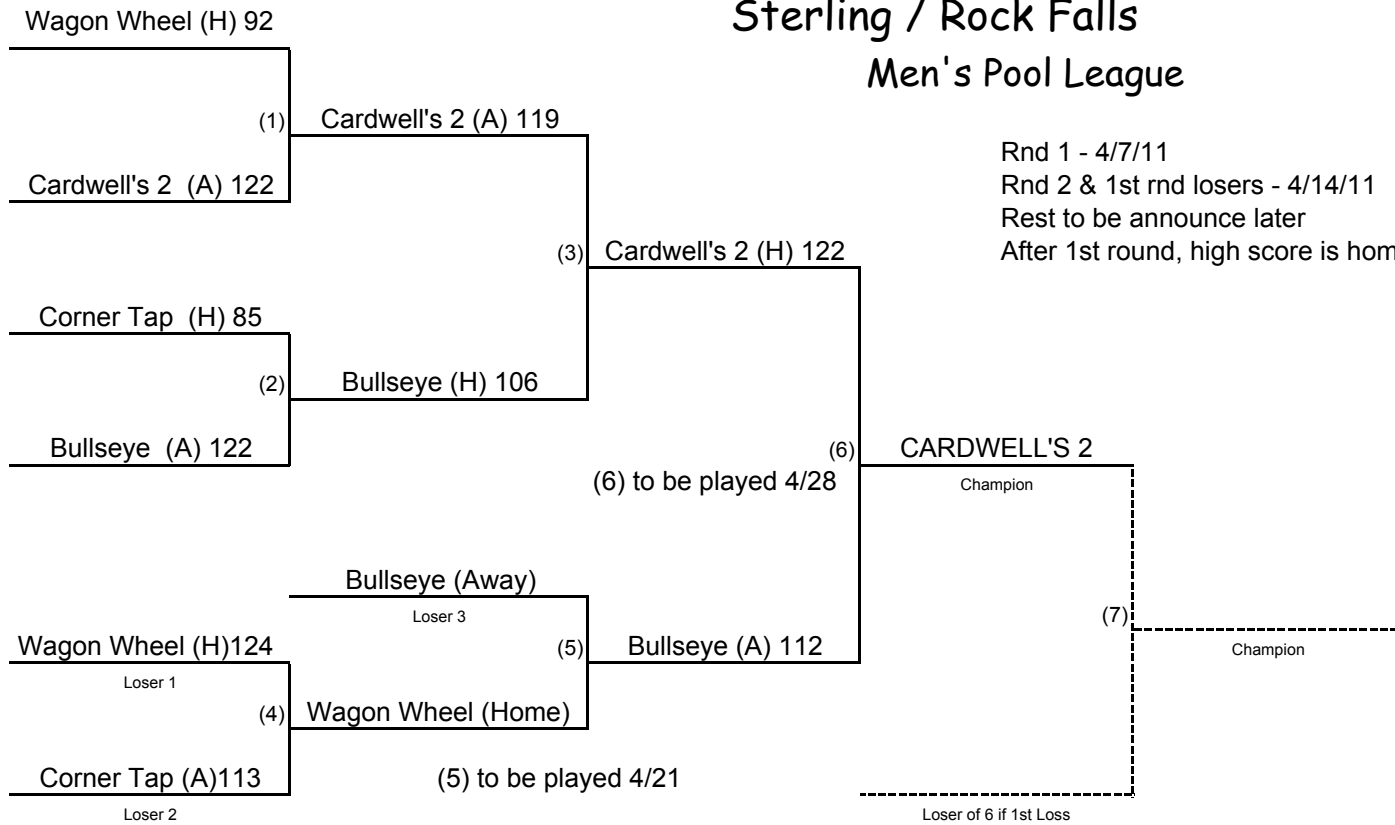 Sterling / Rock Falls
Men's Pool League
Wagon Wheel (H) 92
(1)
Cardwell's 2 (A) 119
Cardwell's 2  (A) 122
Rnd 1 - 4/7/11
Rnd 2 & 1st rnd losers - 4/14/11
Rest to be announce later
After 1st round, high score is hom
(3)
Cardwell's 2 (H) 122
Corner Tap  (H) 85
(2)
Bullseye (H) 106
Bullseye  (A) 122
(6)
CARDWELL'S 2
Champion
(6) to be played 4/28
Bullseye (Away)
Loser 3
Wagon Wheel (H)124
Loser 1
(5)
Bullseye (A) 112
(7)
Champion
(4)
Wagon Wheel (Home)
Corner Tap (A)113
Loser 2
(5) to be played 4/21
Loser of 6 if 1st Loss